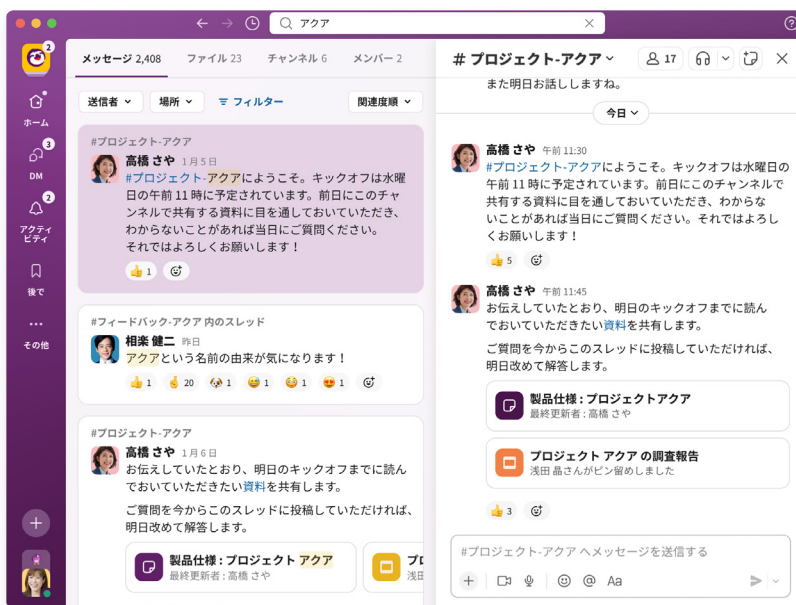 アクア
2
ホーム
3
DM
2
アクティ
ビティ
後で
その他
メッセージ 2,408
ファイル 23
チャンネル 6
メンバー 2
送信者
場所
フィルター
関連度順
#プロジェクト-アクア
高橋 さや 1月5日
#プロジェクト-アクアにようこそ。キックオフは水曜
日の午前 11 時に予定されています。前日にこのチャ
ンネルで共有する資料に目を通しておいていただき、
わからないことがあれば当日にご質問ください。
それではよろしくお願いします！
1
#フィードバック-アクア 内のスレッド
相楽 健二 昨日
アクアという名前の由来が気になります！
1 20 1 1 1 1
#プロジェクト-アクア
高橋 さや 1月6日
お伝えしていたとおり、明日のキックオフまでに読ん
でおいていただきたい資料を共有します。
ご質問を今からこのスレッドに投稿していただければ、
明日改めて解答します。
製品仕様 : プロジェクト アクア
最終更新者 : 高橋 さや
プロ
浅田
# プロジェクト-アクア
17
また明日お話ししますね。
今日
高橋 さや 午前 11:30
#プロジェクト-アクアにようこそ。キックオフは水曜日の
午前 11 時に予定されています。前日にこのチャンネルで
共有する資料に目を通しておいていただき、わからな
いことがあれば当日にご質問ください。それではよろし
くお願いします！
5
高橋 さや 午前 11:45
お伝えしていたとおり、明日のキックオフまでに読ん
でおいていただきたい資料を共有します。
ご質問を今からこのスレッドに投稿していただければ、
明日改めて解答します。
製品仕様 : プロジェクトアクア
最終更新者 : 高橋 さや
プロジェクト アクア の調査報告
浅田 晶さんがピン留めしました
3
#プロジェクト-アクア へメッセージを送信する
Aa